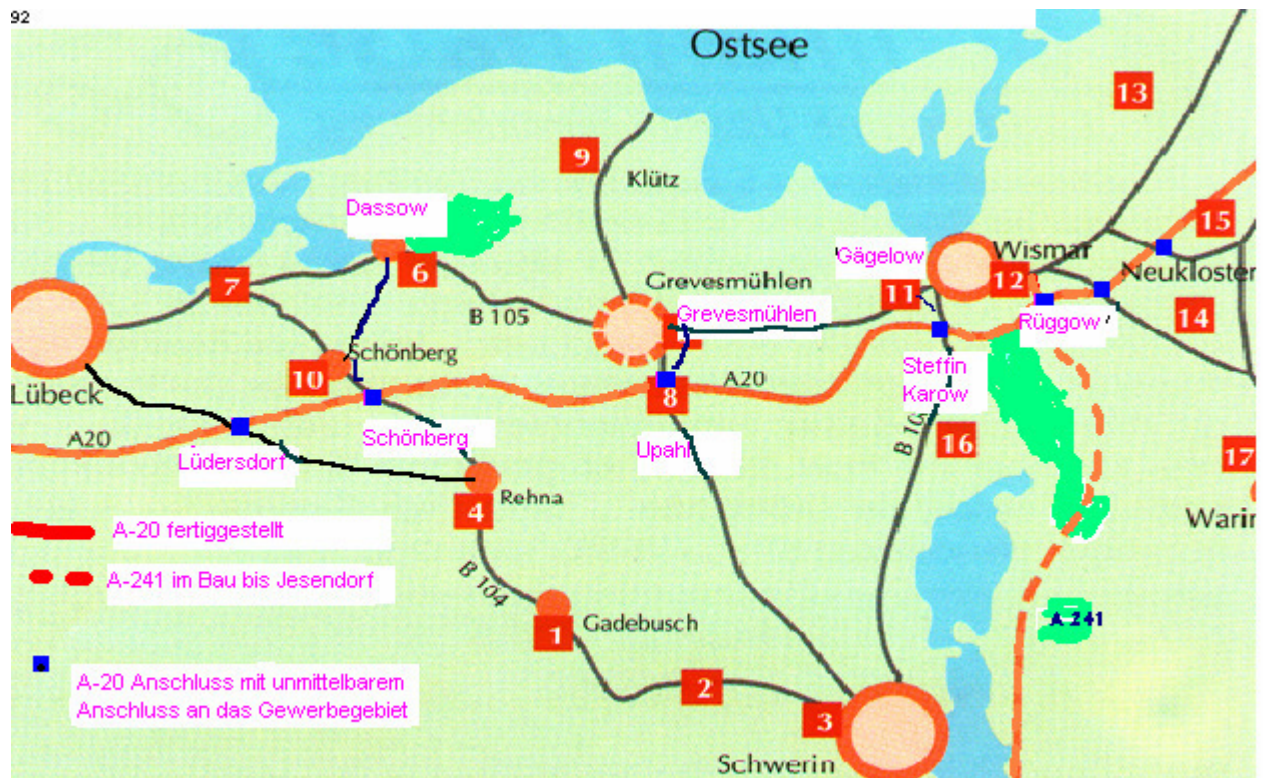 92
Ostsee
13
9
Klütz
Dassow
15
Gägelow
Wismar
7
6
Grevesmühlen
11
12
Neukloster
B 105
Grevesmühlen
Rüggow
14
Schönberg
10
8
A20
Steffin
Karow
Lübeck
A20
Schönberg
Upahl
16
Lüdersdorf
17
4
Rehna
A-20 fertiggestellt
A-241 im Bau bis Jesendorf
B 104
1
Gadebusch
A 241
A-20 Anschluss mit unmittelbarem
Anschluss an das Gewerbegebiet
2
3
Schwerin